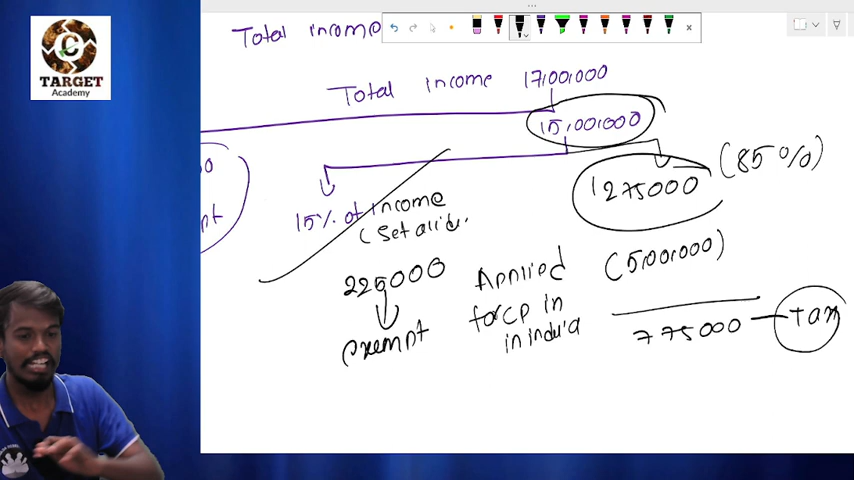 Total income
TARGET
Academy
Total income 17,00,000
15,00,000
(85%)
1275000
15% of income
(Set aside
225000
exempt
Applied
for CP in
in india
(5,00,000)
775000 — Tax